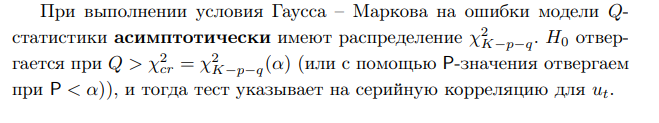 При выполнении условия Гаусса – Маркова на ошибки модели Q-
статистики асимптотически имеют распределение χ²_{K−p−q}. H₀ отвер-
гается при Q > χ²_{cr} = χ²_{K−p−q}(α) (или с помощью P-значения отвергаем
при P < α)), и тогда тест указывает на серийную корреляцию для uₜ.